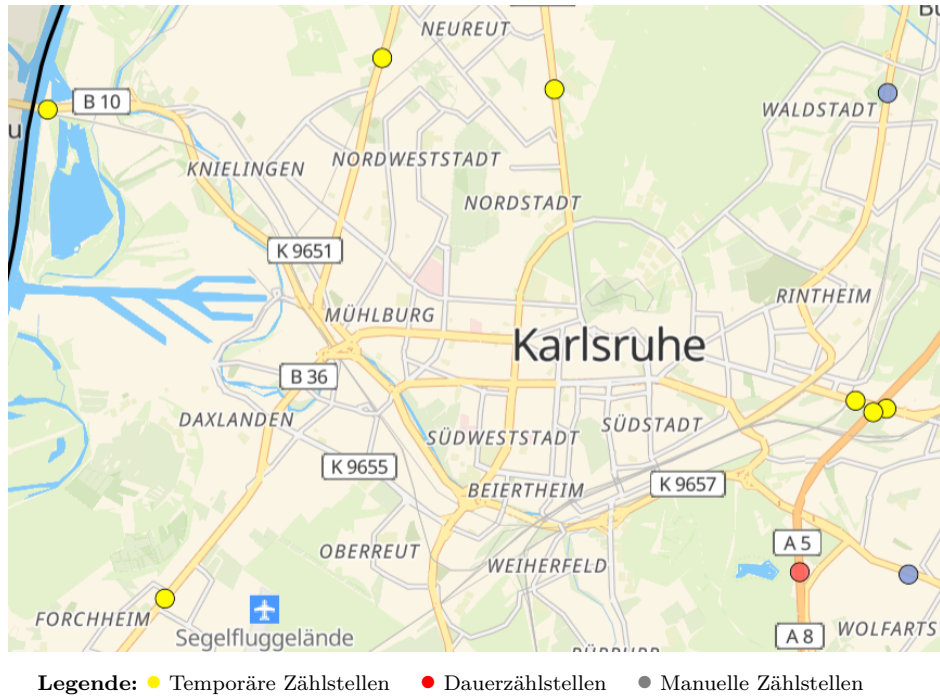 NEUREUT
Bu
B 10
WALDSTADT
u
KNIELINGEN
NORDWESTSTADT
NORDSTADT
K 9651
RINTHEIM
MÜHLBURG
Karlsruhe
B 36
DAXLANDEN
SÜDWESTSTADT
SÜDSTADT
K 9655
BEIERTHEIM
K 9657
A 5
OBERREUT
WEIHERFELD
FORCHHEIM
Segelfluggelände
A 8
WOLFARTS
Legende: Temporäre Zählstellen Dauerzählstellen Manuelle Zählstellen